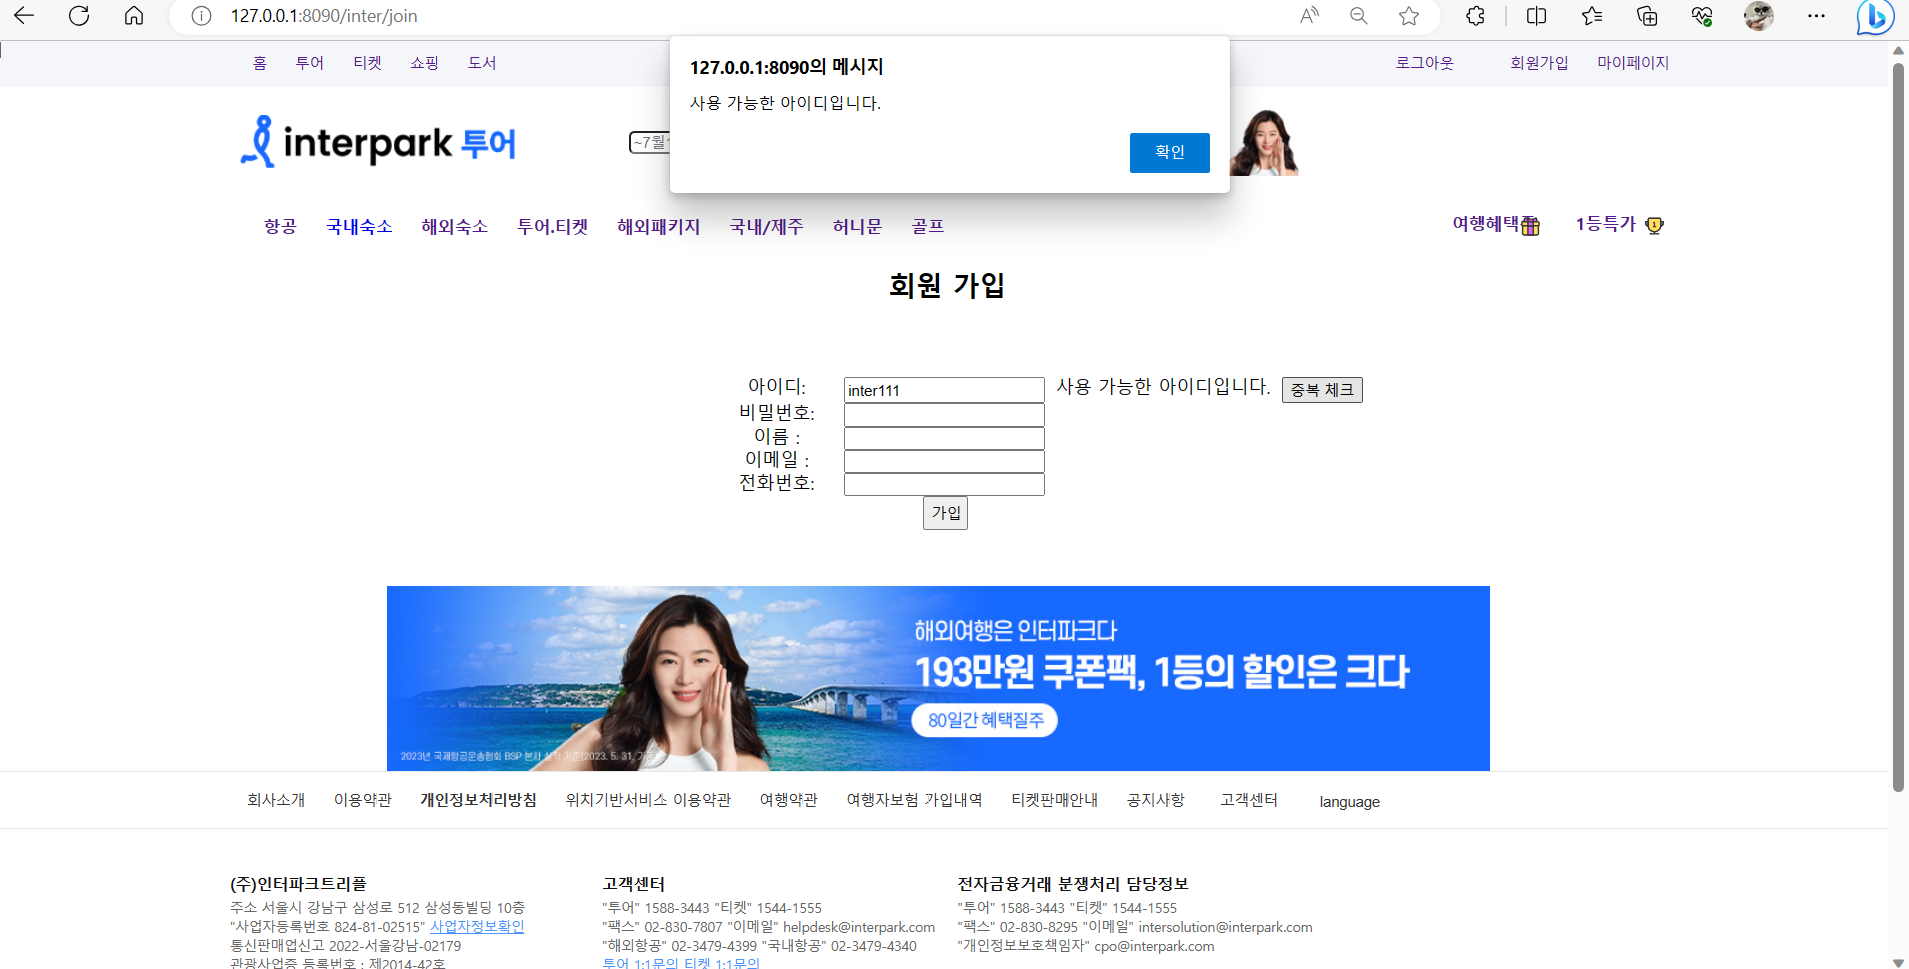 127.0.0.1:8090/inter/join
홈 투어 티켓 쇼핑 도서
로그아웃 회원가입 마이페이지
127.0.0.1:8090의 메시지
사용 가능한 아이디입니다.
확인
interpark 투어
~7월
항공 국내숙소 해외숙소 투어.티켓 해외패키지 국내/제주 허니문 골프
여행혜택 1등특가
회원 가입
아이디: inter111 사용 가능한 아이디입니다. 중복 체크
비밀번호:
이름 :
이메일 :
전화번호:
가입
해외여행은 인터파크다
193만원 쿠폰팩, 1등의 할인은 크다
80일간 혜택질주
2023년 국제항공운송협회 BSP 본사 실적 기준(2023. 5. 31.
회사소개 이용약관 개인정보처리방침 위치기반서비스 이용약관 여행약관 여행자보험 가입내역 티켓판매안내 공지사항 고객센터 language
(주)인터파크트리플
주소 서울시 강남구 삼성로 512 삼성동빌딩 10층
"사업자등록번호 824-81-02515" 사업자정보확인
통신판매업신고 2022-서울강남-02179
관광사업증 등록번호 : 제2014-42호
고객센터
"투어" 1588-3443 "티켓" 1544-1555
"팩스" 02-830-7807 "이메일" helpdesk@interpark.com
"해외항공" 02-3479-4399 "국내항공" 02-3479-4340
투어 1:1문의 티켓 1:1문의
전자금융거래 분쟁처리 담당정보
"투어" 1588-3443 "티켓" 1544-1555
"팩스" 02-830-8295 "이메일" intersolution@interpark.com
"개인정보보호책임자" cpo@interpark.com